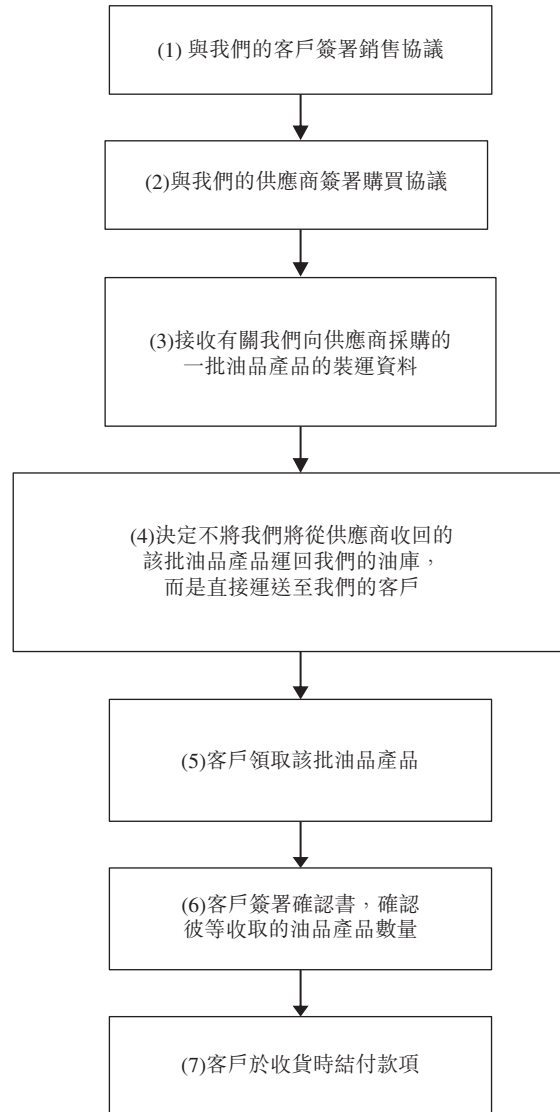 (1) 與我們的客戶簽署銷售協議
(2)與我們的供應商簽署購買協議
(3)接收有關我們向供應商採購的
一批油品產品的裝運資料
(4)決定不將我們將從供應商收回的
該批油品產品運回我們的油庫，
而是直接運送至我們的客戶
(5)客戶領取該批油品產品
(6)客戶簽署確認書，確認
彼等收取的油品產品數量
(7)客戶於收貨時結付款項